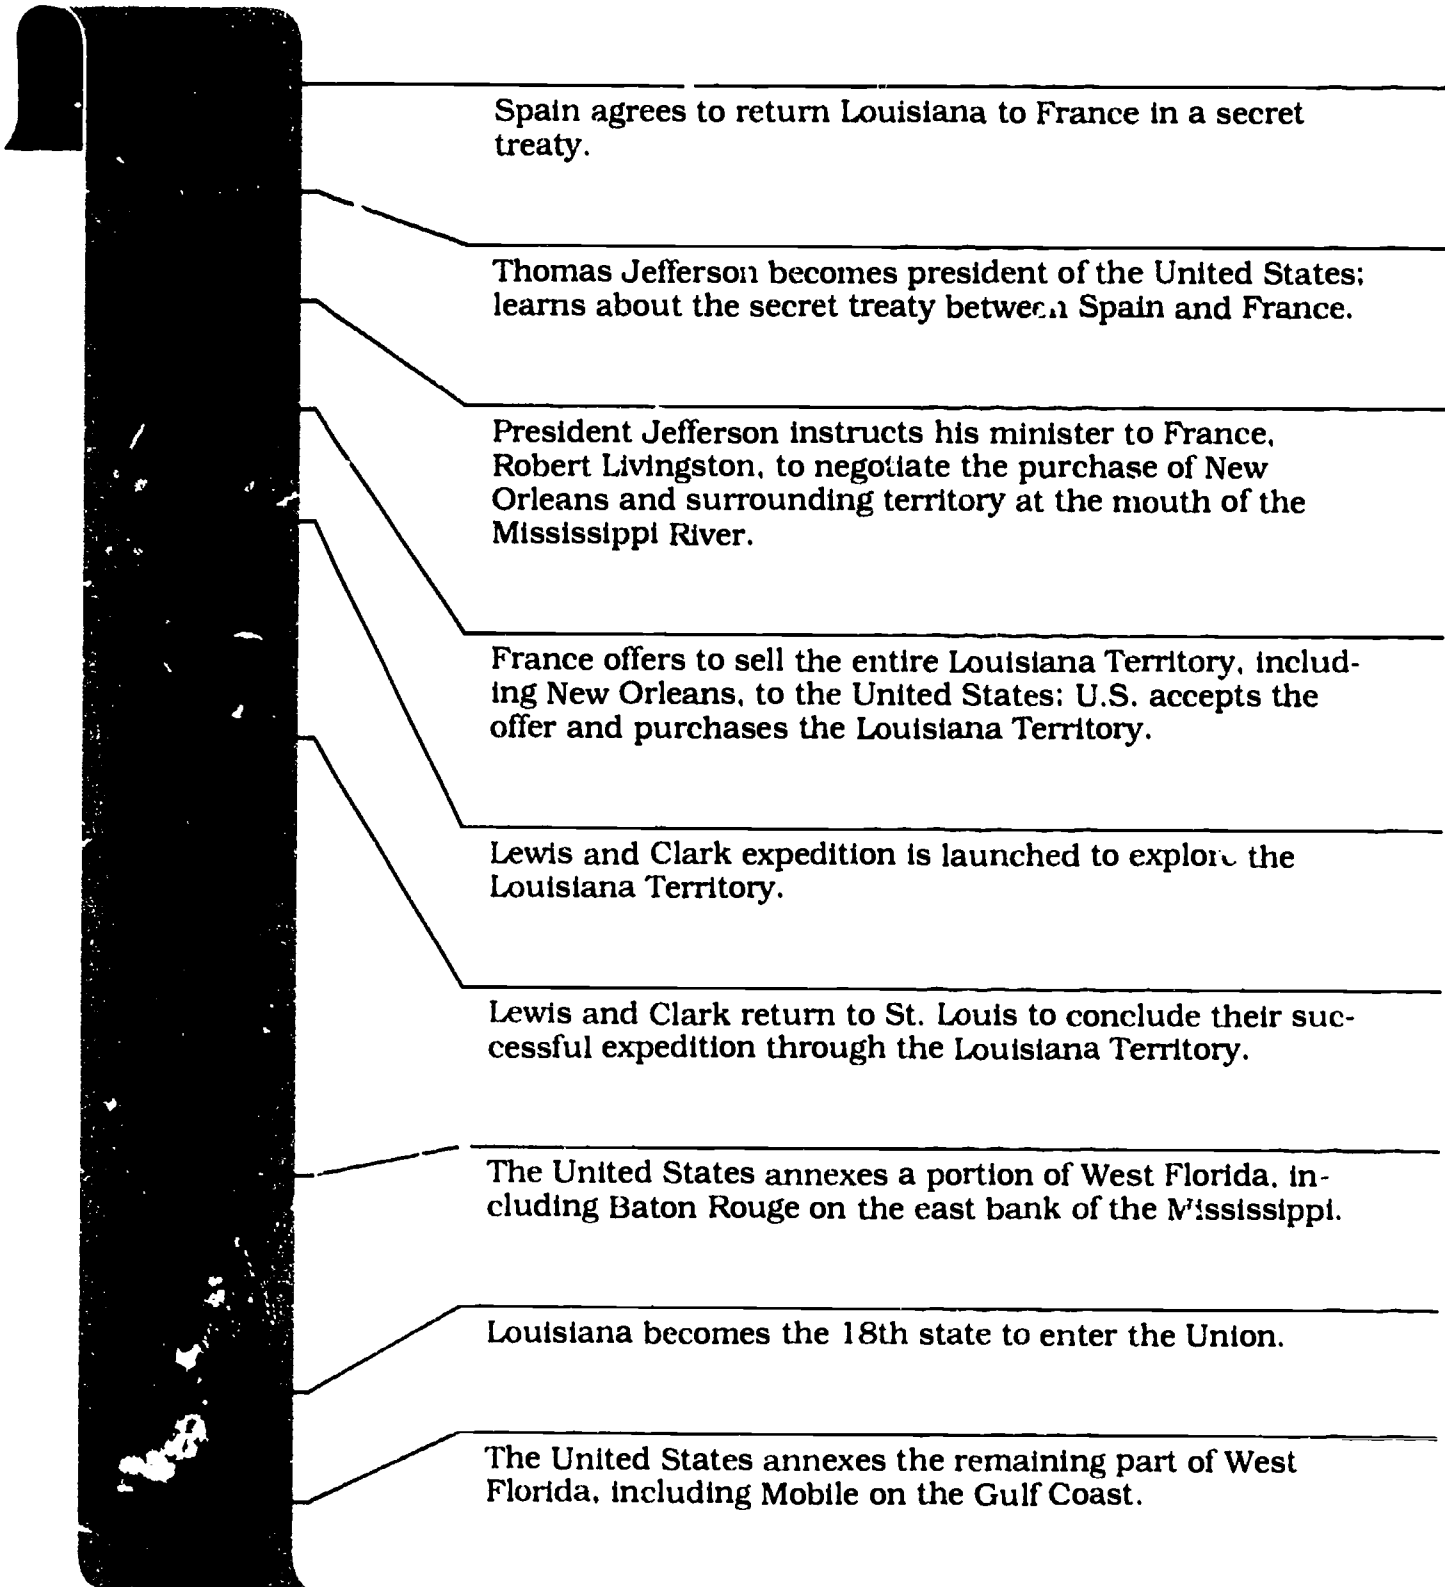 Spain agrees to return Louisiana to France in a secret
treaty.
Thomas Jefferson becomes president of the United States;
learns about the secret treaty between Spain and France.
President Jefferson instructs his minister to France,
Robert Livingston, to negotiate the purchase of New
Orleans and surrounding territory at the mouth of the
Mississippi River.
France offers to sell the entire Louisiana Territory, includ-
ing New Orleans, to the United States; U.S. accepts the
offer and purchases the Louisiana Territory.
Lewis and Clark expedition is launched to explore the
Louisiana Territory.
Lewis and Clark return to St. Louis to conclude their suc-
cessful expedition through the Louisiana Territory.
The United States annexes a portion of West Florida, in-
cluding Baton Rouge on the east bank of the Mississippi.
Louisiana becomes the 18th state to enter the Union.
The United States annexes the remaining part of West
Florida, including Mobile on the Gulf Coast.